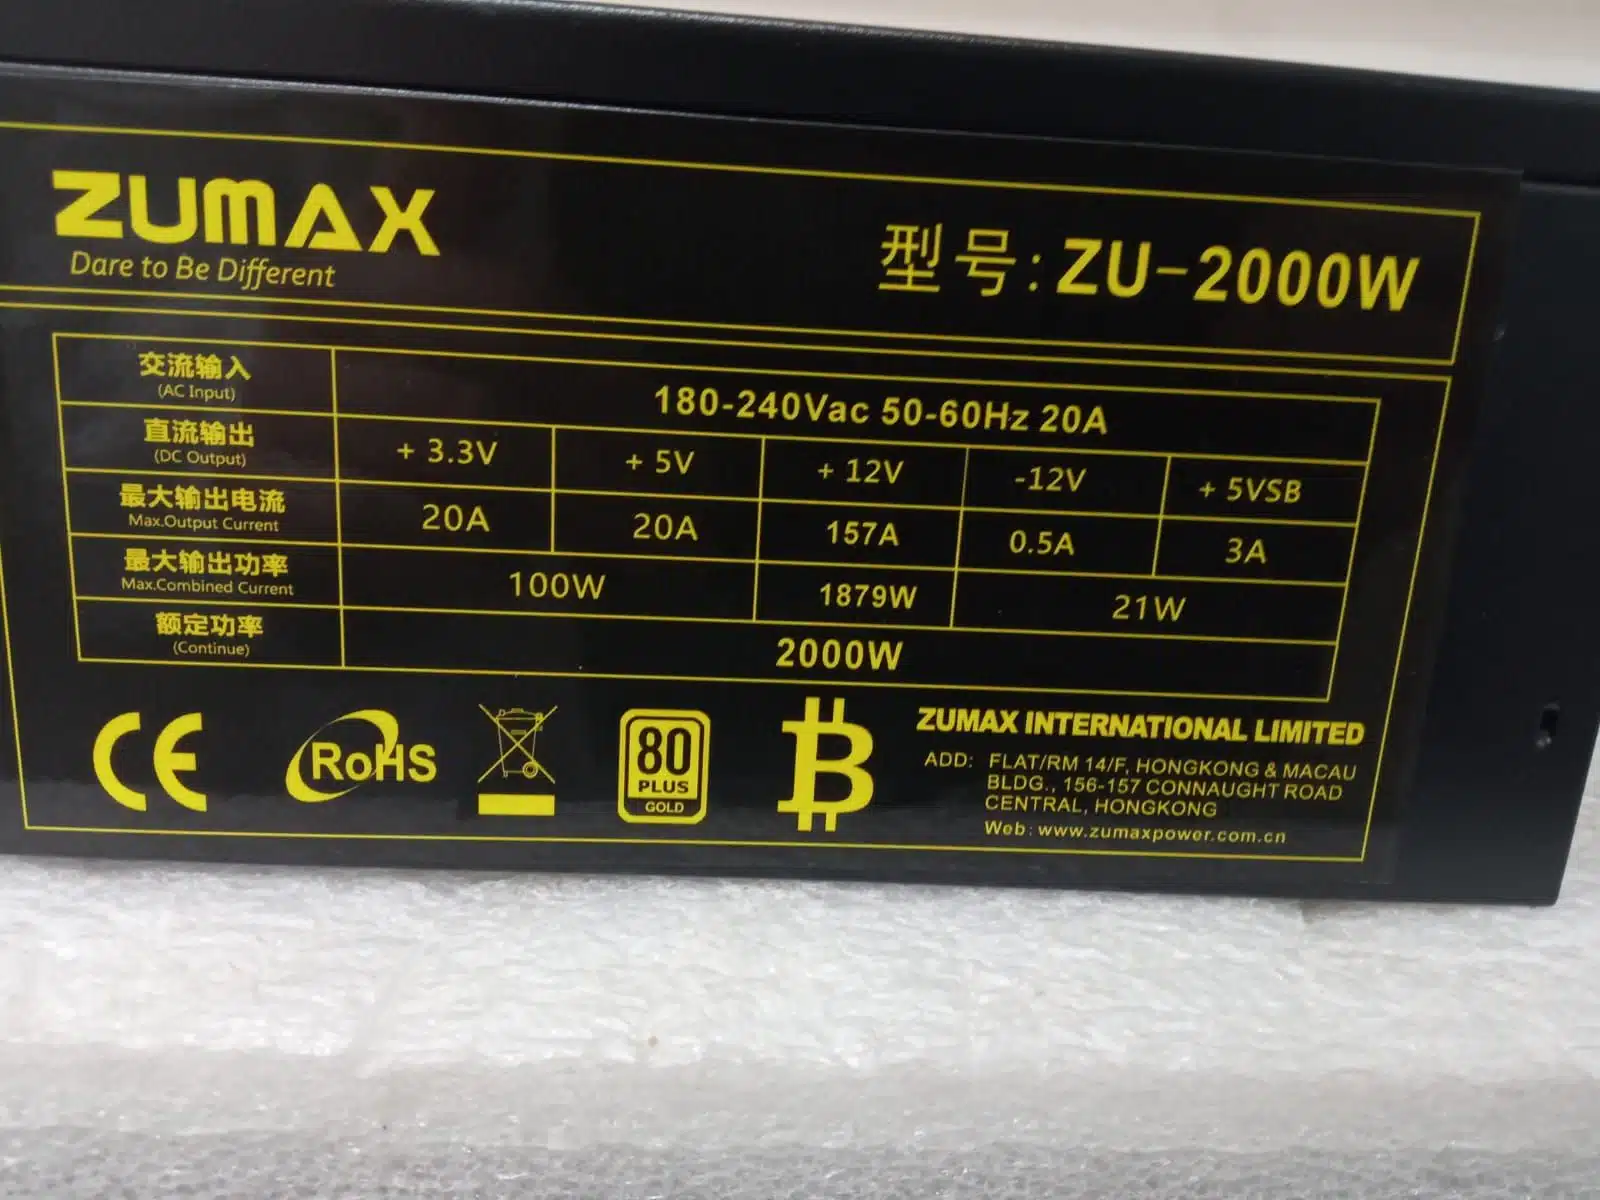 ZUMAX
Dare to Be Different
型号: ZU-2000W
交流输入
(AC Input)
180-240Vac 50-60Hz 20A
直流输出
(DC Output)
+ 3.3V
+ 5V
+ 12V
-12V
+ 5VSB
最大输出电流
Max.Output Current
20A
20A
157A
0.5A
3A
最大输出功率
Max.Combined Current
100W
1879W
21W
额定功率
(Continue)
2000W
CE
RoHS
80
PLUS
GOLD
ZUMAX INTERNATIONAL LIMITED
ADD: FLAT/RM 14/F, HONGKONG & MACAU
BLDG., 156-157 CONNAUGHT ROAD
CENTRAL, HONGKONG
Web: www.zumaxpower.com.cn